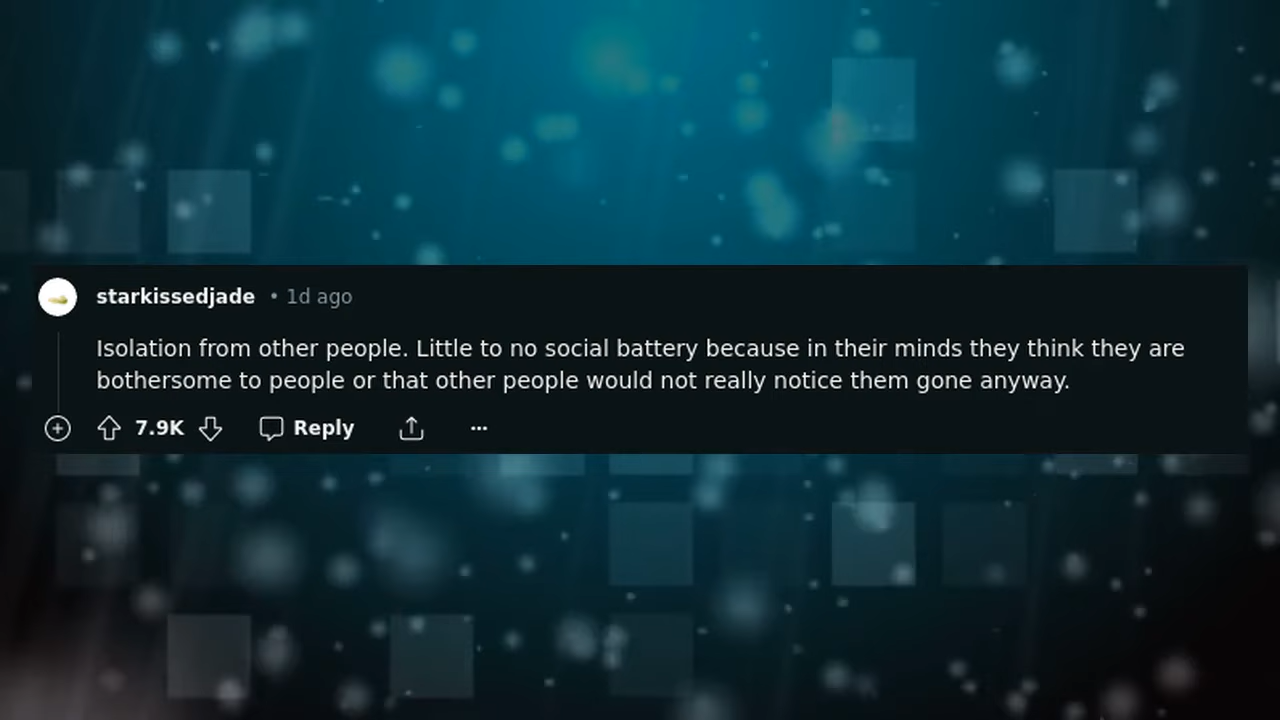 starkissedjade • 1d ago
Isolation from other people. Little to no social battery because in their minds they think they are
bothersome to people or that other people would not really notice them gone anyway.
7.9K Reply ...